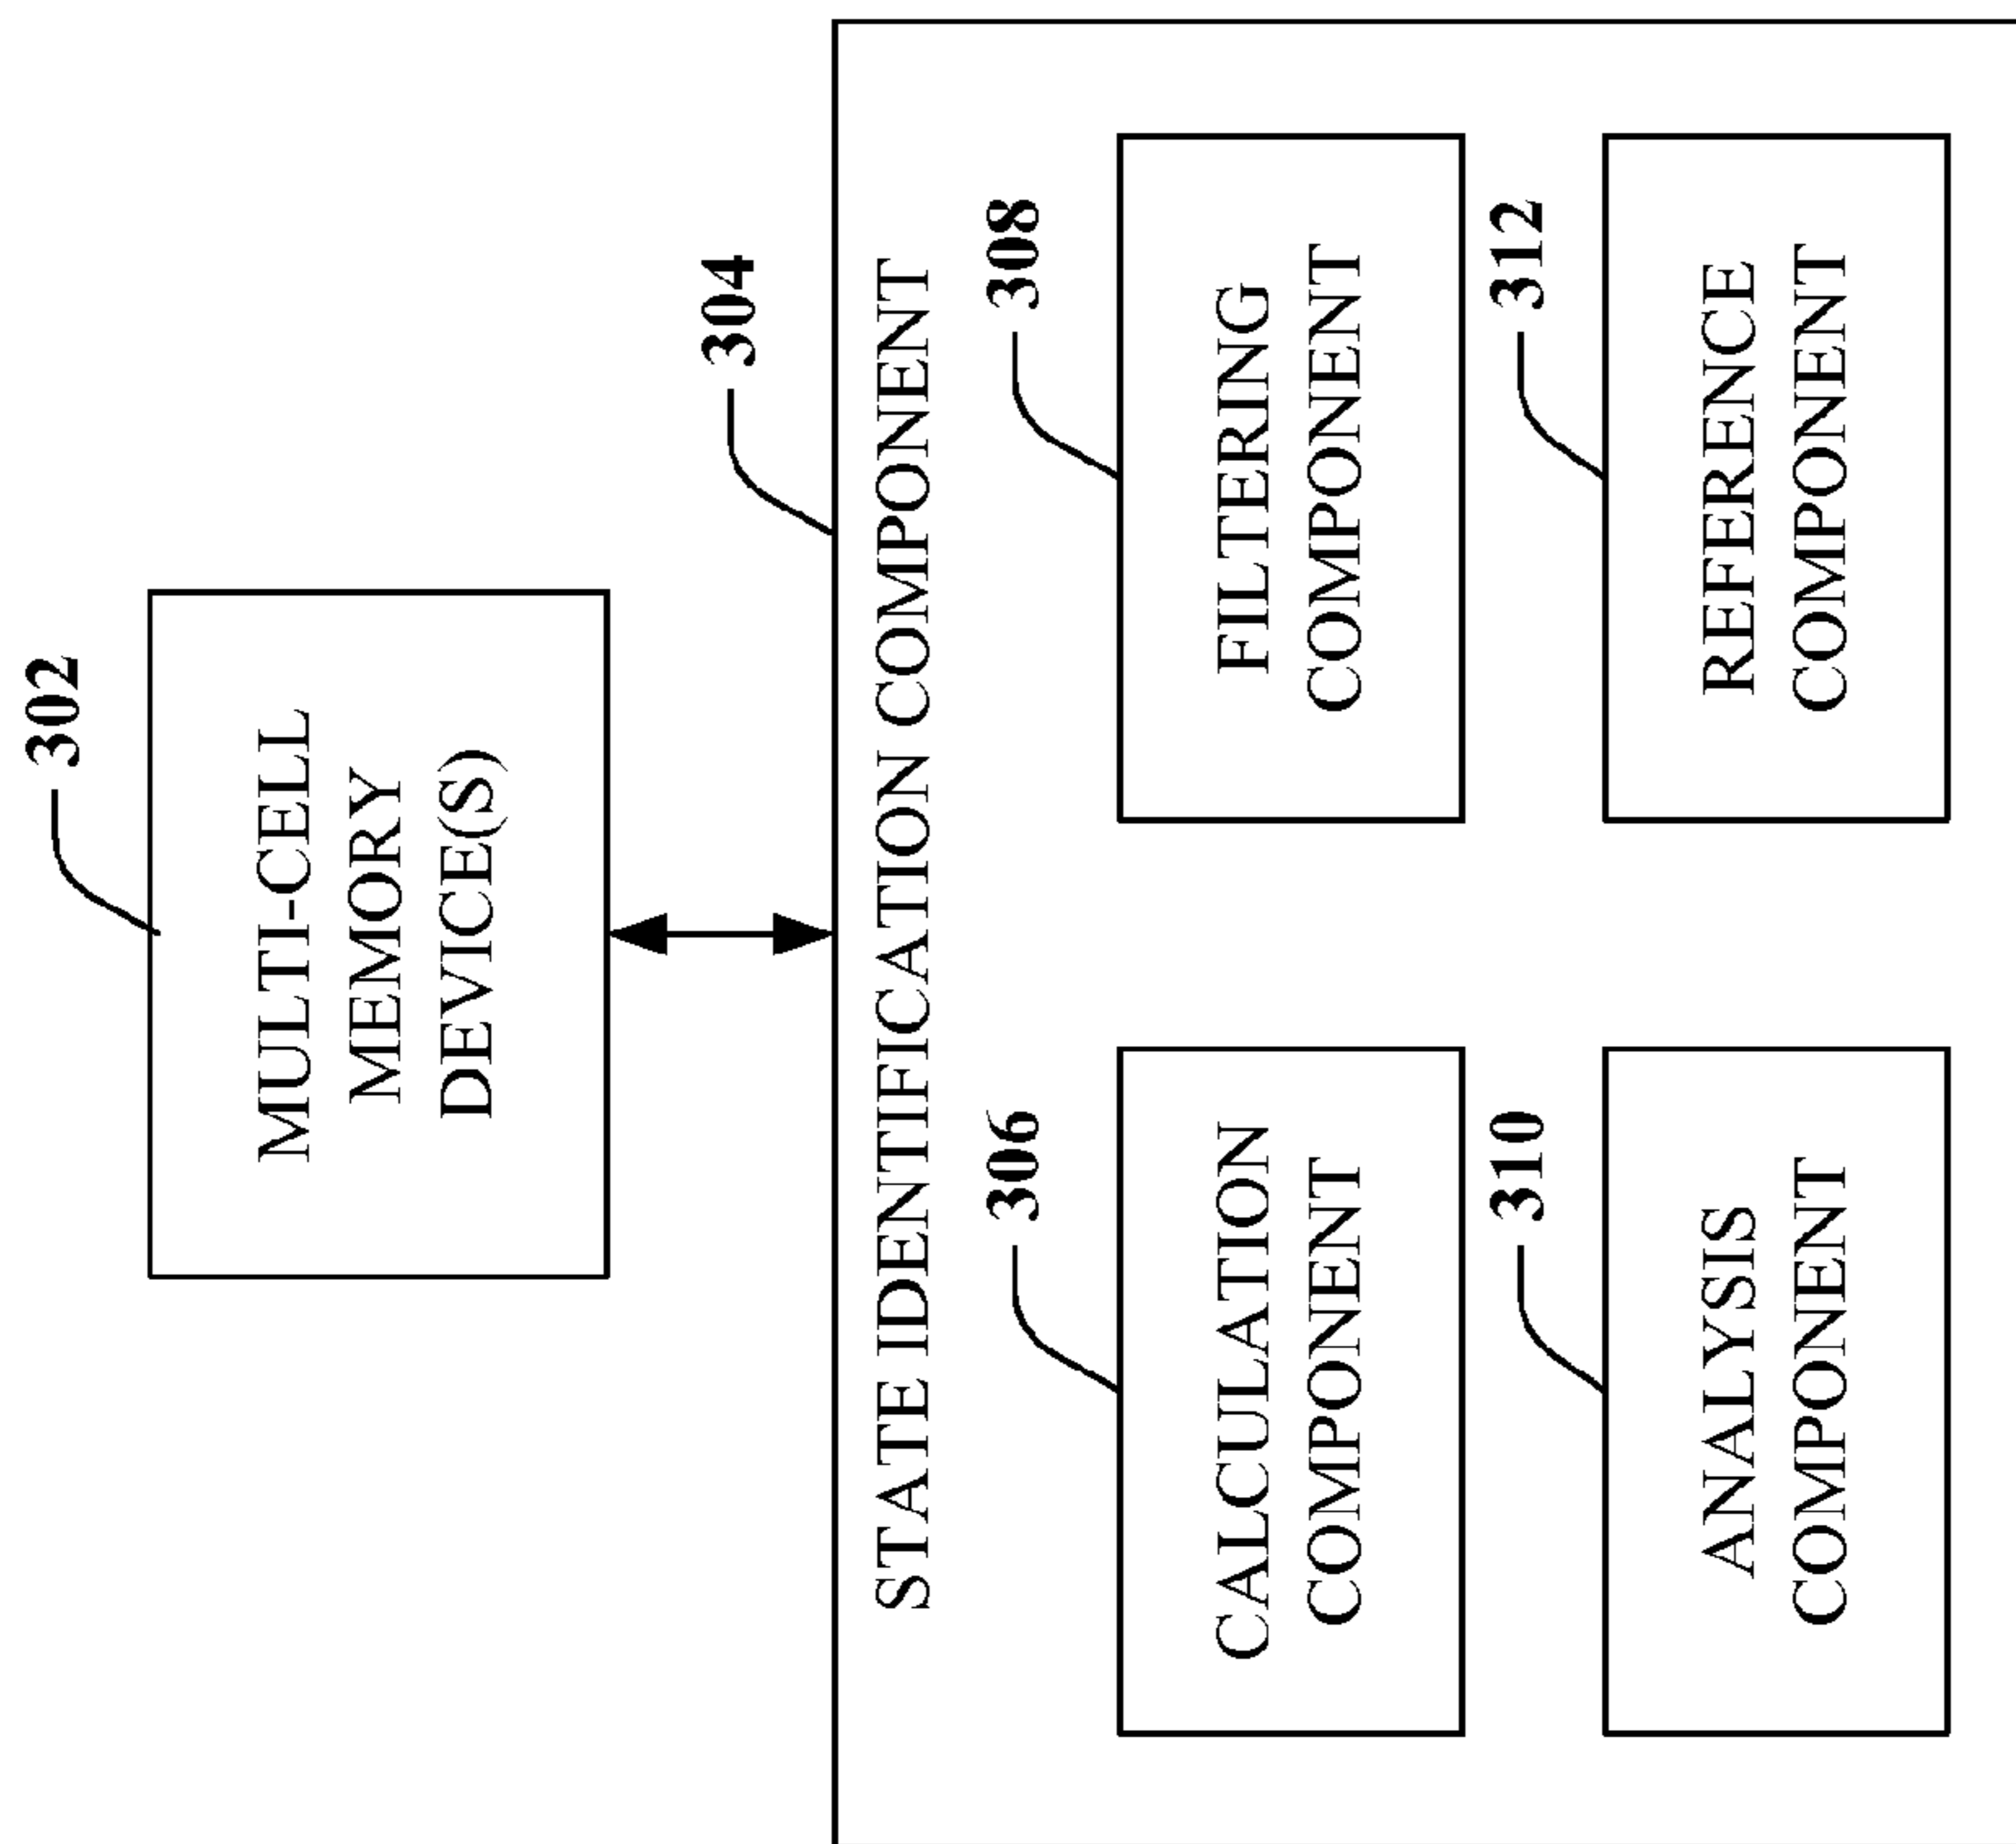 302
MULTI-CELL
MEMORY
DEVICE(S)
304
STATE IDENTIFICATION COMPONENT
306
CALCULATION
COMPONENT
308
FILTERING
COMPONENT
310
ANALYSIS
COMPONENT
312
REFERENCE
COMPONENT